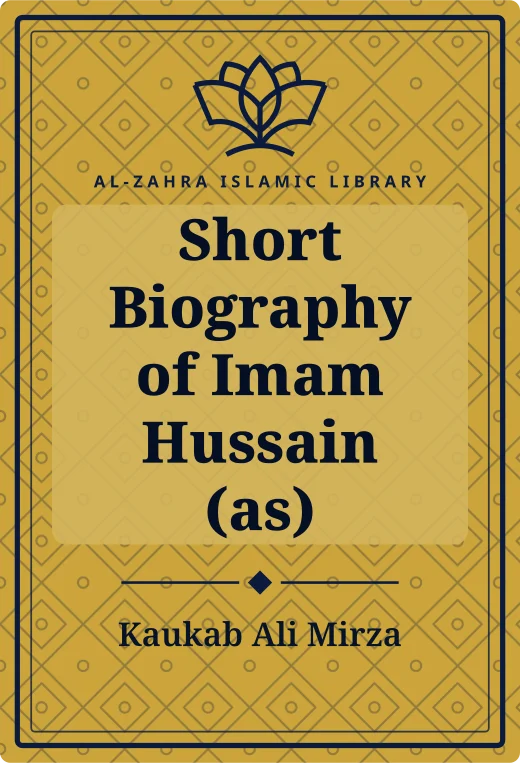 AL-ZAHRA ISLAMIC LIBRARY
Short
Biography
of Imam
Hussain
(as)
Kaukab Ali Mirza